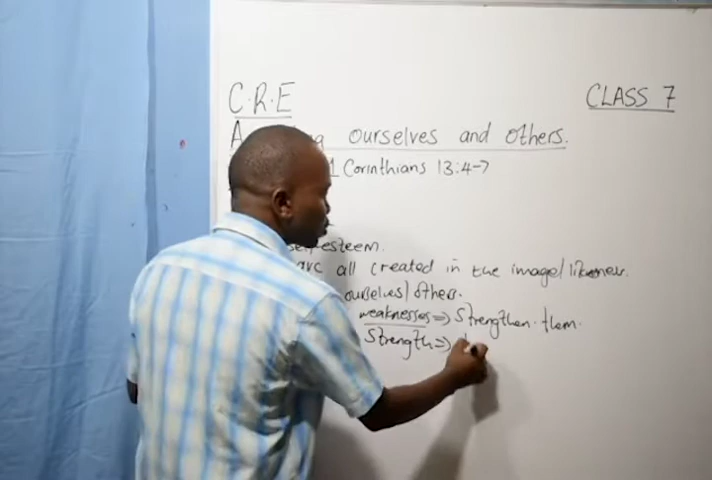 C.R.E
CLASS 7
ourselves and others.
1 Corinthians 13:4-7
self-esteem.
are all created in the image/likeness.
ourselves/others.
weaknesses => Strengthen. them.
Strength =>